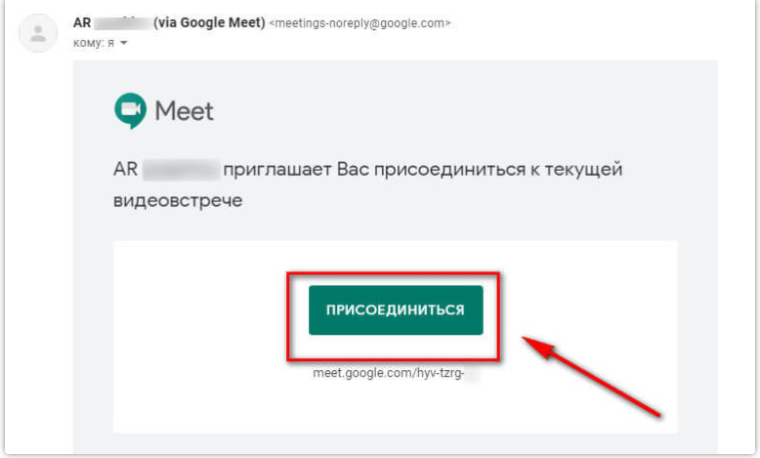 AR (via Google Meet) <meetings-noreply@google.com>
кому: я
Meet
AR приглашает Вас присоединиться к текущей
видеовстрече
ПРИСОЕДИНИТЬСЯ
meet.google.com/hyv-tzrg-